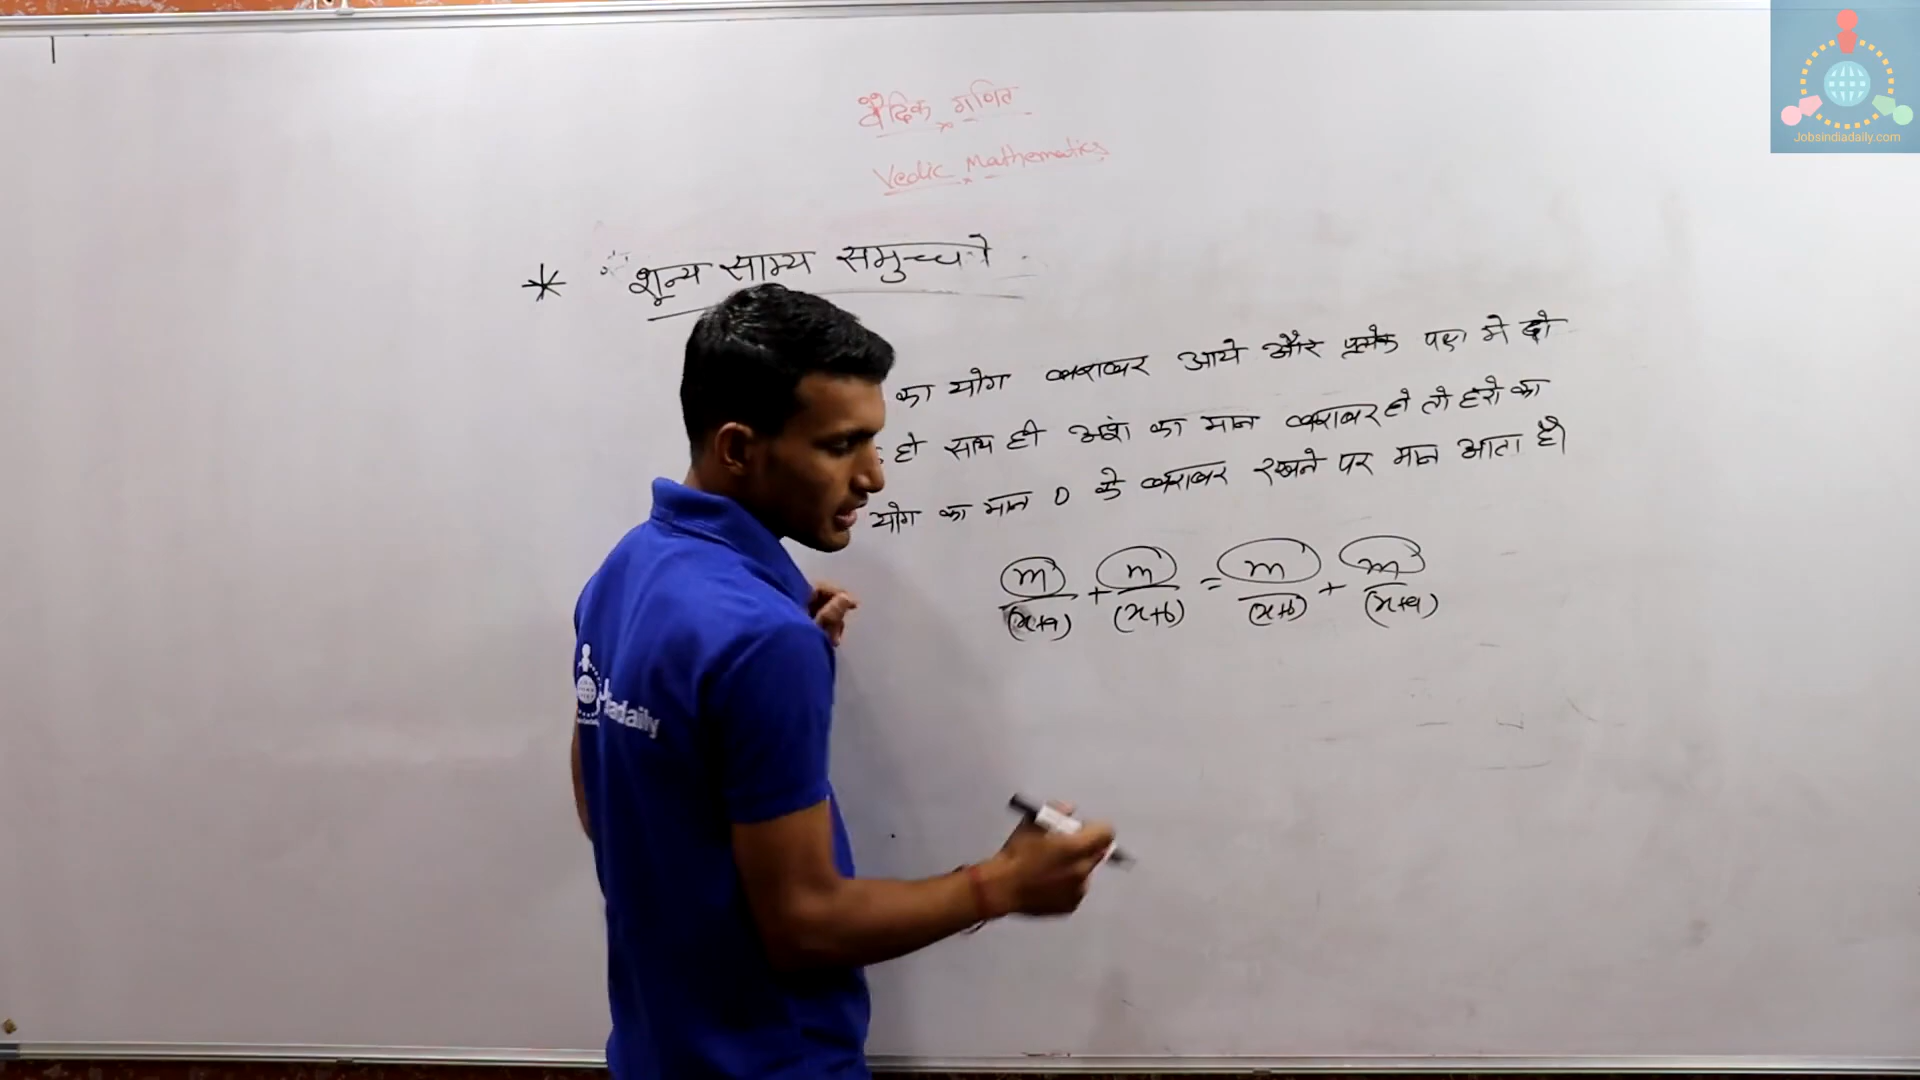 वैदिक गणित
Vedic Mathematics
Jobsindiadaily.com
* शून्य साम्य समुच्चये
का योग बराबर आये और प्रत्येक पक्ष मे दो
हो साथ ही अंश का मान बराबर हो तो हरो का
योग का मान 0 के बराबर रखने पर मान आता है।
m/(x+a) + m/(x+b) = m/(x+b) + m/(x+a)
adaily